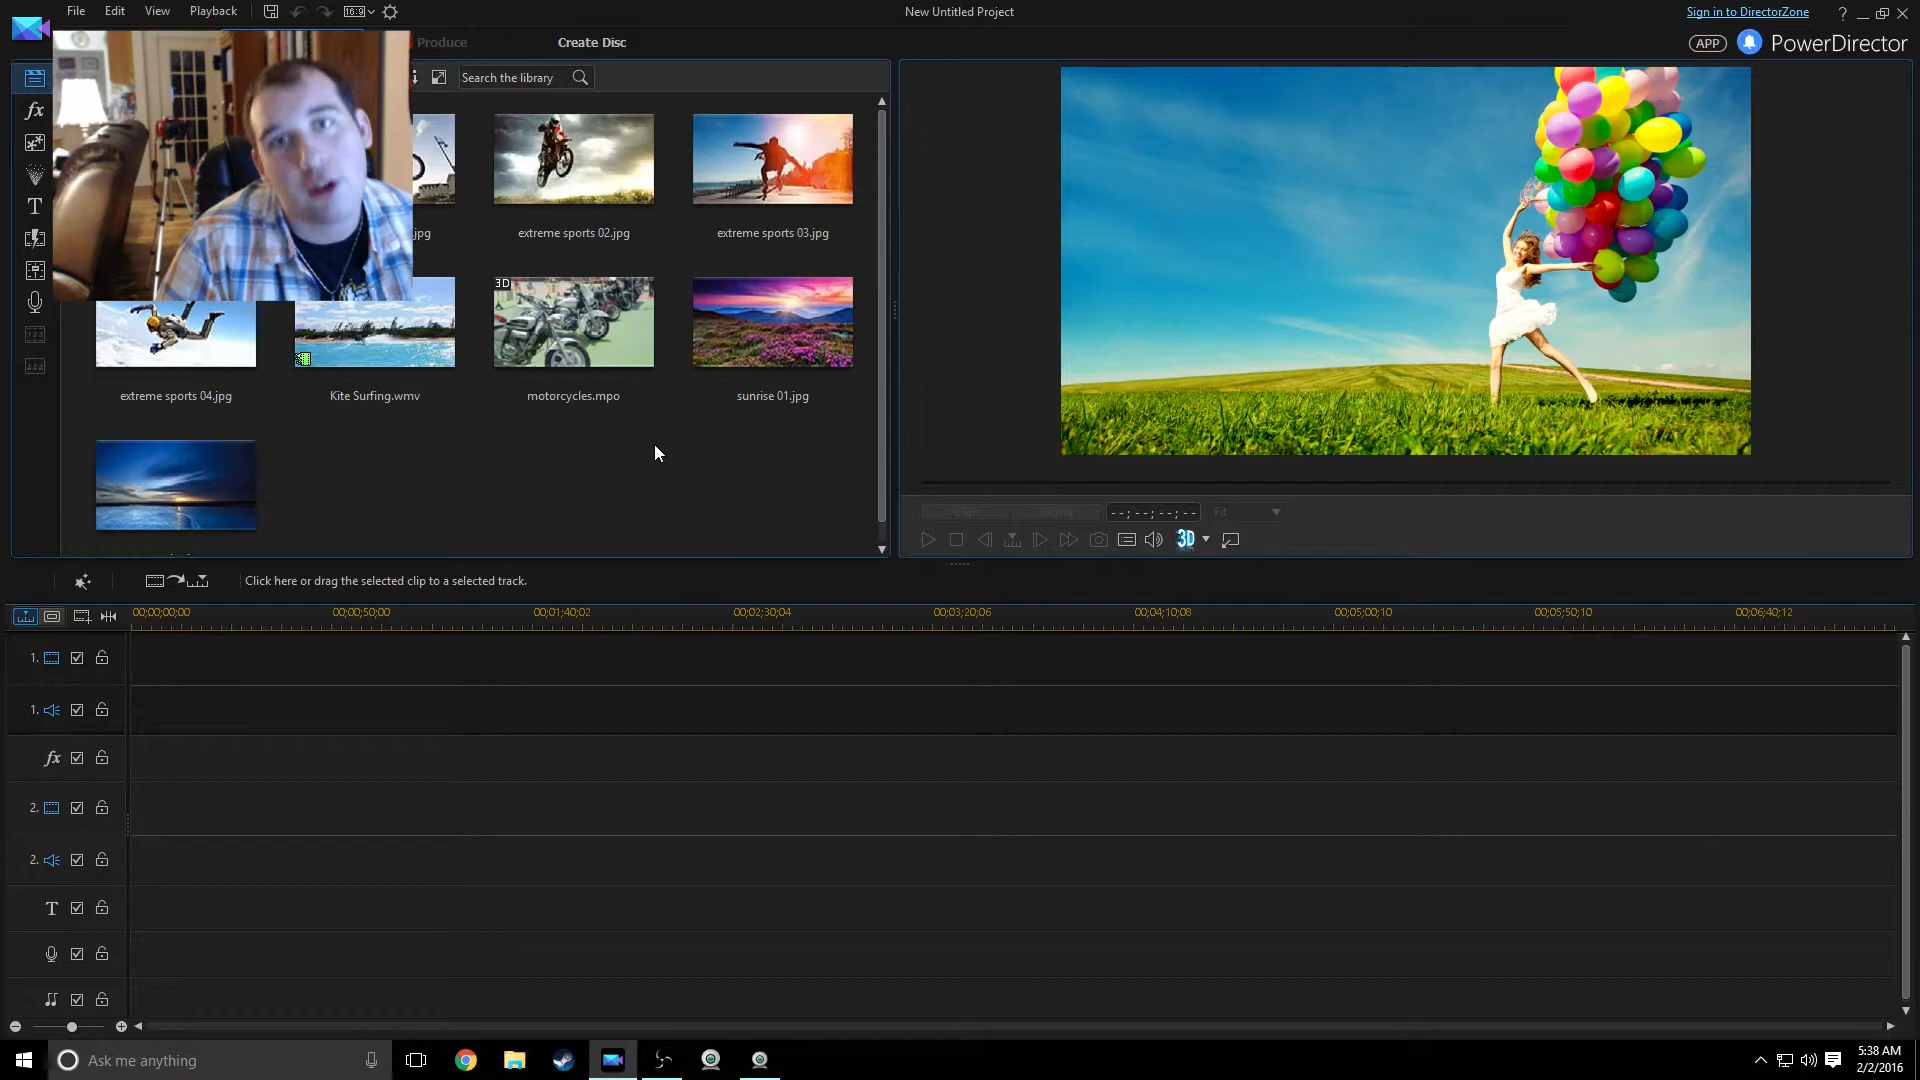 File Edit View Playback 16:9 New Untitled Project Sign in to DirectorZone ?
Produce Create Disc APP PowerDirector
Search the library
fx
.jpg extreme sports 02.jpg extreme sports 03.jpg
T
3D
extreme sports 04.jpg Kite Surfing.wmv motorcycles.mpo sunrise 01.jpg
--;--;--;-- Fit
3D
Click here or drag the selected clip to a selected track.
00;00;00;00 00;00;50;00 00;01;40;02 00;02;30;04 00;03;20;06 00;04;10;08 00;05;00;10 00;05;50;10 00;06;40;12
1.
1.
fx
2.
2.
T
Ask me anything 5:38 AM
2/2/2016